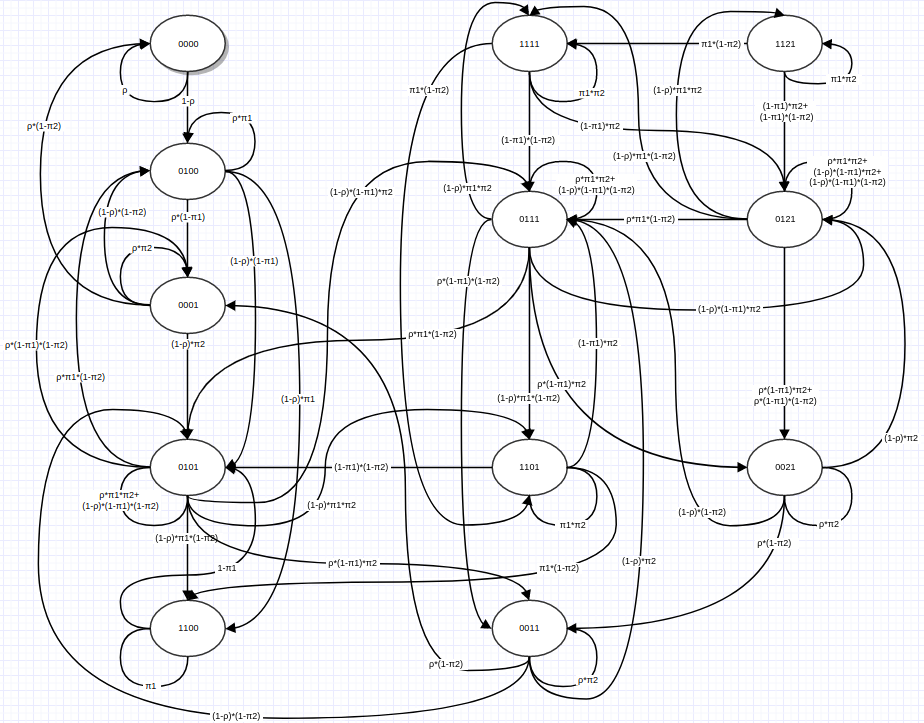 0000
1111
1121
π1*(1-π2)
π1*π2
ρ
1-ρ
π1*(1-π2)
π1*π2
(1-ρ)*π1*π2
(1-π1)*π2+
(1-π1)*(1-π2)
ρ*π1
ρ*(1-π2)
(1-π1)*π2
(1-π1)*(1-π2)
(1-ρ)*π1*(1-π2)
0100
ρ*π1*π2+
(1-ρ)*(1-π1)*π2+
(1-ρ)*(1-π1)*(1-π2)
ρ*π1*π2+
(1-ρ)*(1-π1)*(1-π2)
(1-ρ)*(1-π1)*π2
(1-ρ)*π1*π2
(1-ρ)*(1-π2)
ρ*(1-π1)
0111
ρ*π1*(1-π2)
0121
ρ*π2
(1-ρ)*(1-π1)
ρ*(1-π1)*(1-π2)
0001
(1-ρ)*(1-π1)*π2
ρ*π1*(1-π2)
ρ*(1-π1)*(1-π2)
(1-ρ)*π2
(1-π1)*π2
ρ*π1*(1-π2)
ρ*(1-π1)*π2
ρ*(1-π1)*π2+
ρ*(1-π1)*(1-π2)
(1-ρ)*π1
(1-ρ)*π1*(1-π2)
(1-ρ)*π2
0101
(1-π1)*(1-π2)
1101
0021
ρ*π1*π2+
(1-ρ)*(1-π1)*(1-π2)
(1-ρ)*π1*π2
(1-ρ)*(1-π2)
π1*π2
ρ*π2
(1-ρ)*π1*(1-π2)
ρ*(1-π2)
1-π1
ρ*(1-π1)*π2
π1*(1-π2)
(1-ρ)*π2
1100
0011
ρ*(1-π2)
π1
ρ*π2
(1-ρ)*(1-π2)